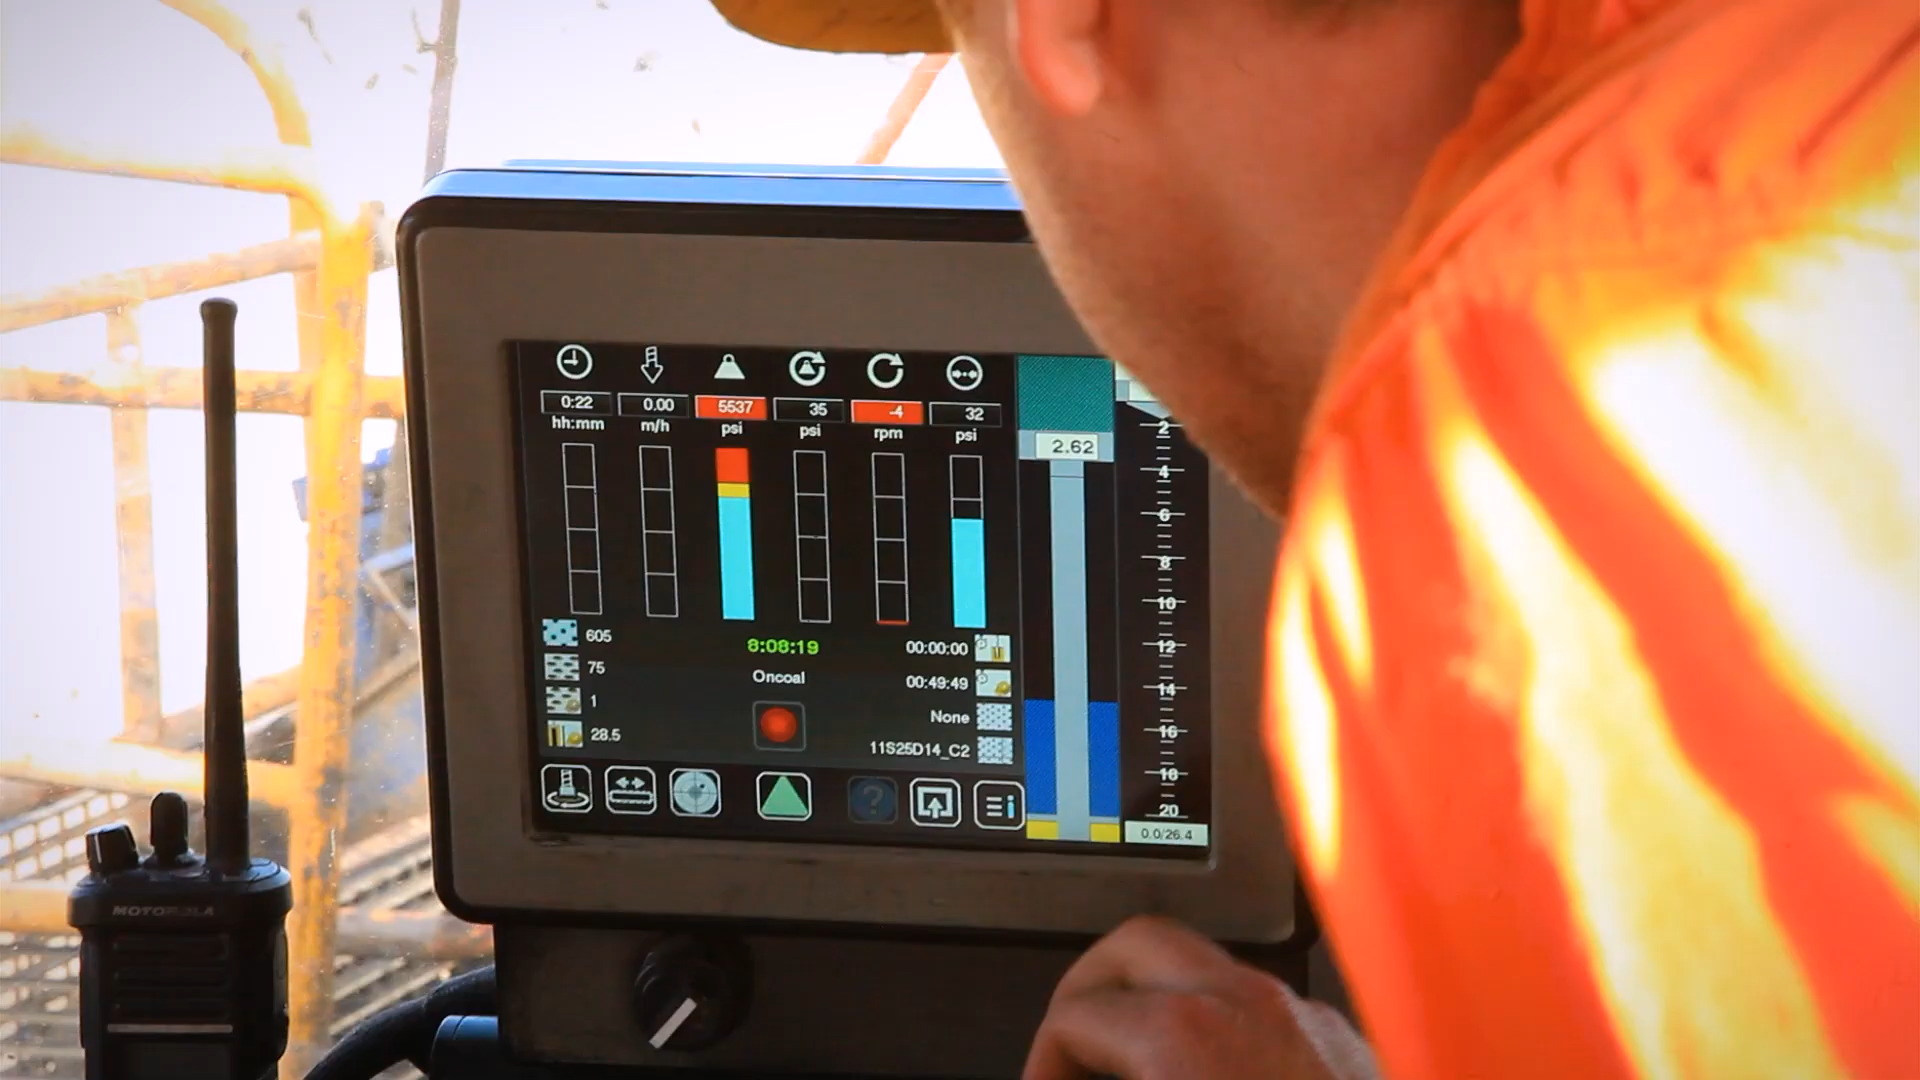 0:22 0.00 5537 35 -4 32
hh:mm m/h psi psi rpm psi
2.62
2
4
6
8
10
12
14
16
18
20
0.0/26.4
605 8:08:19 00:00:00
75 Oncoal 00:49:49
1 None
28.5 11S25D14_C2
?
MOTOROLA